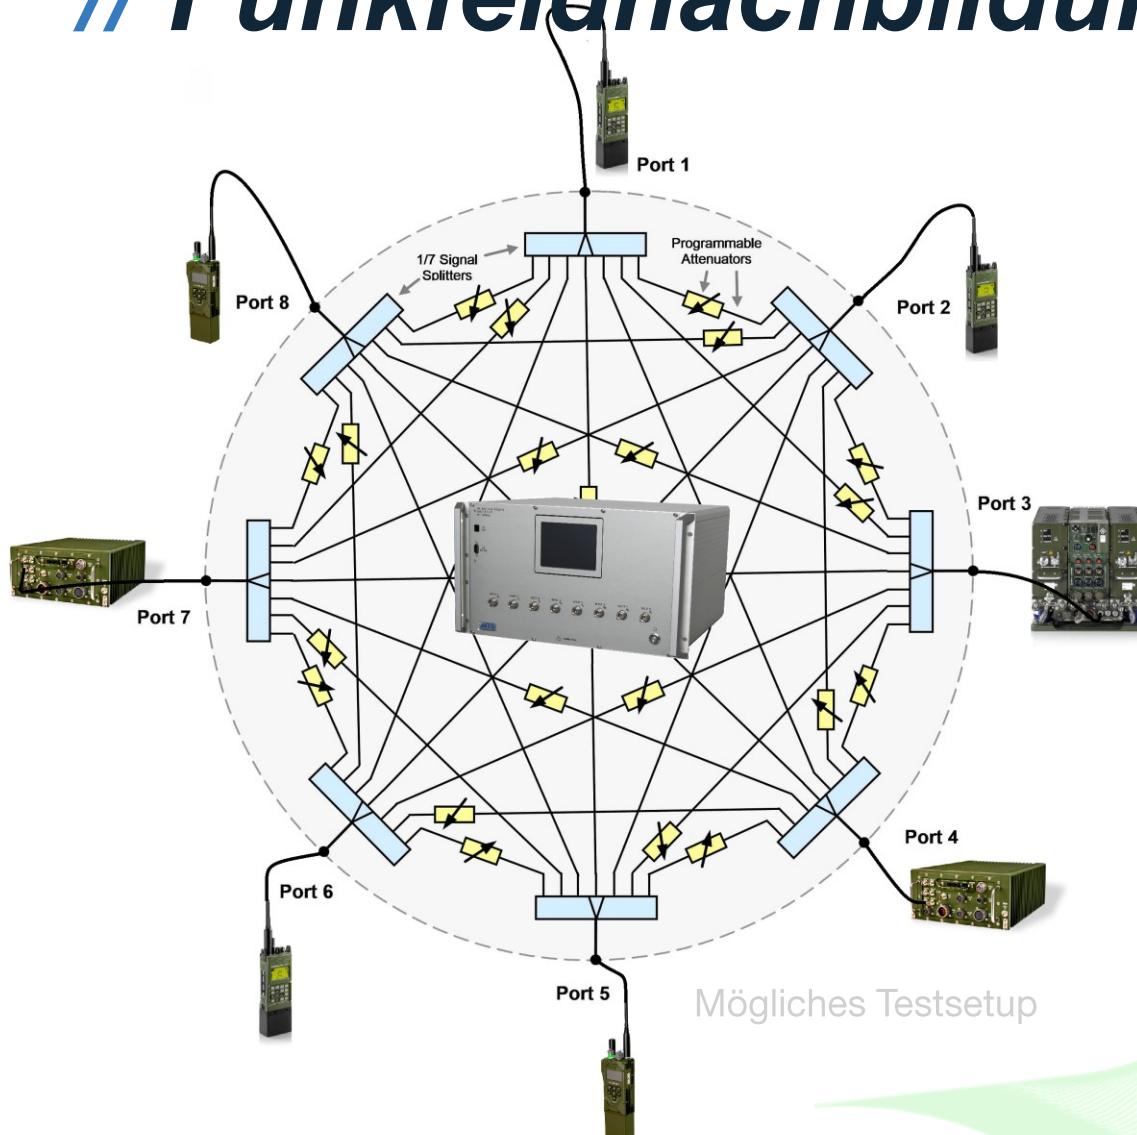 // Funkfeldnachbildu
Port 1
1/7 Signal
Splitters
Programmable
Attenuators
Port 8
Port 2
Port 3
Port 7
Port 4
Port 6
Port 5
Mögliches Testsetup